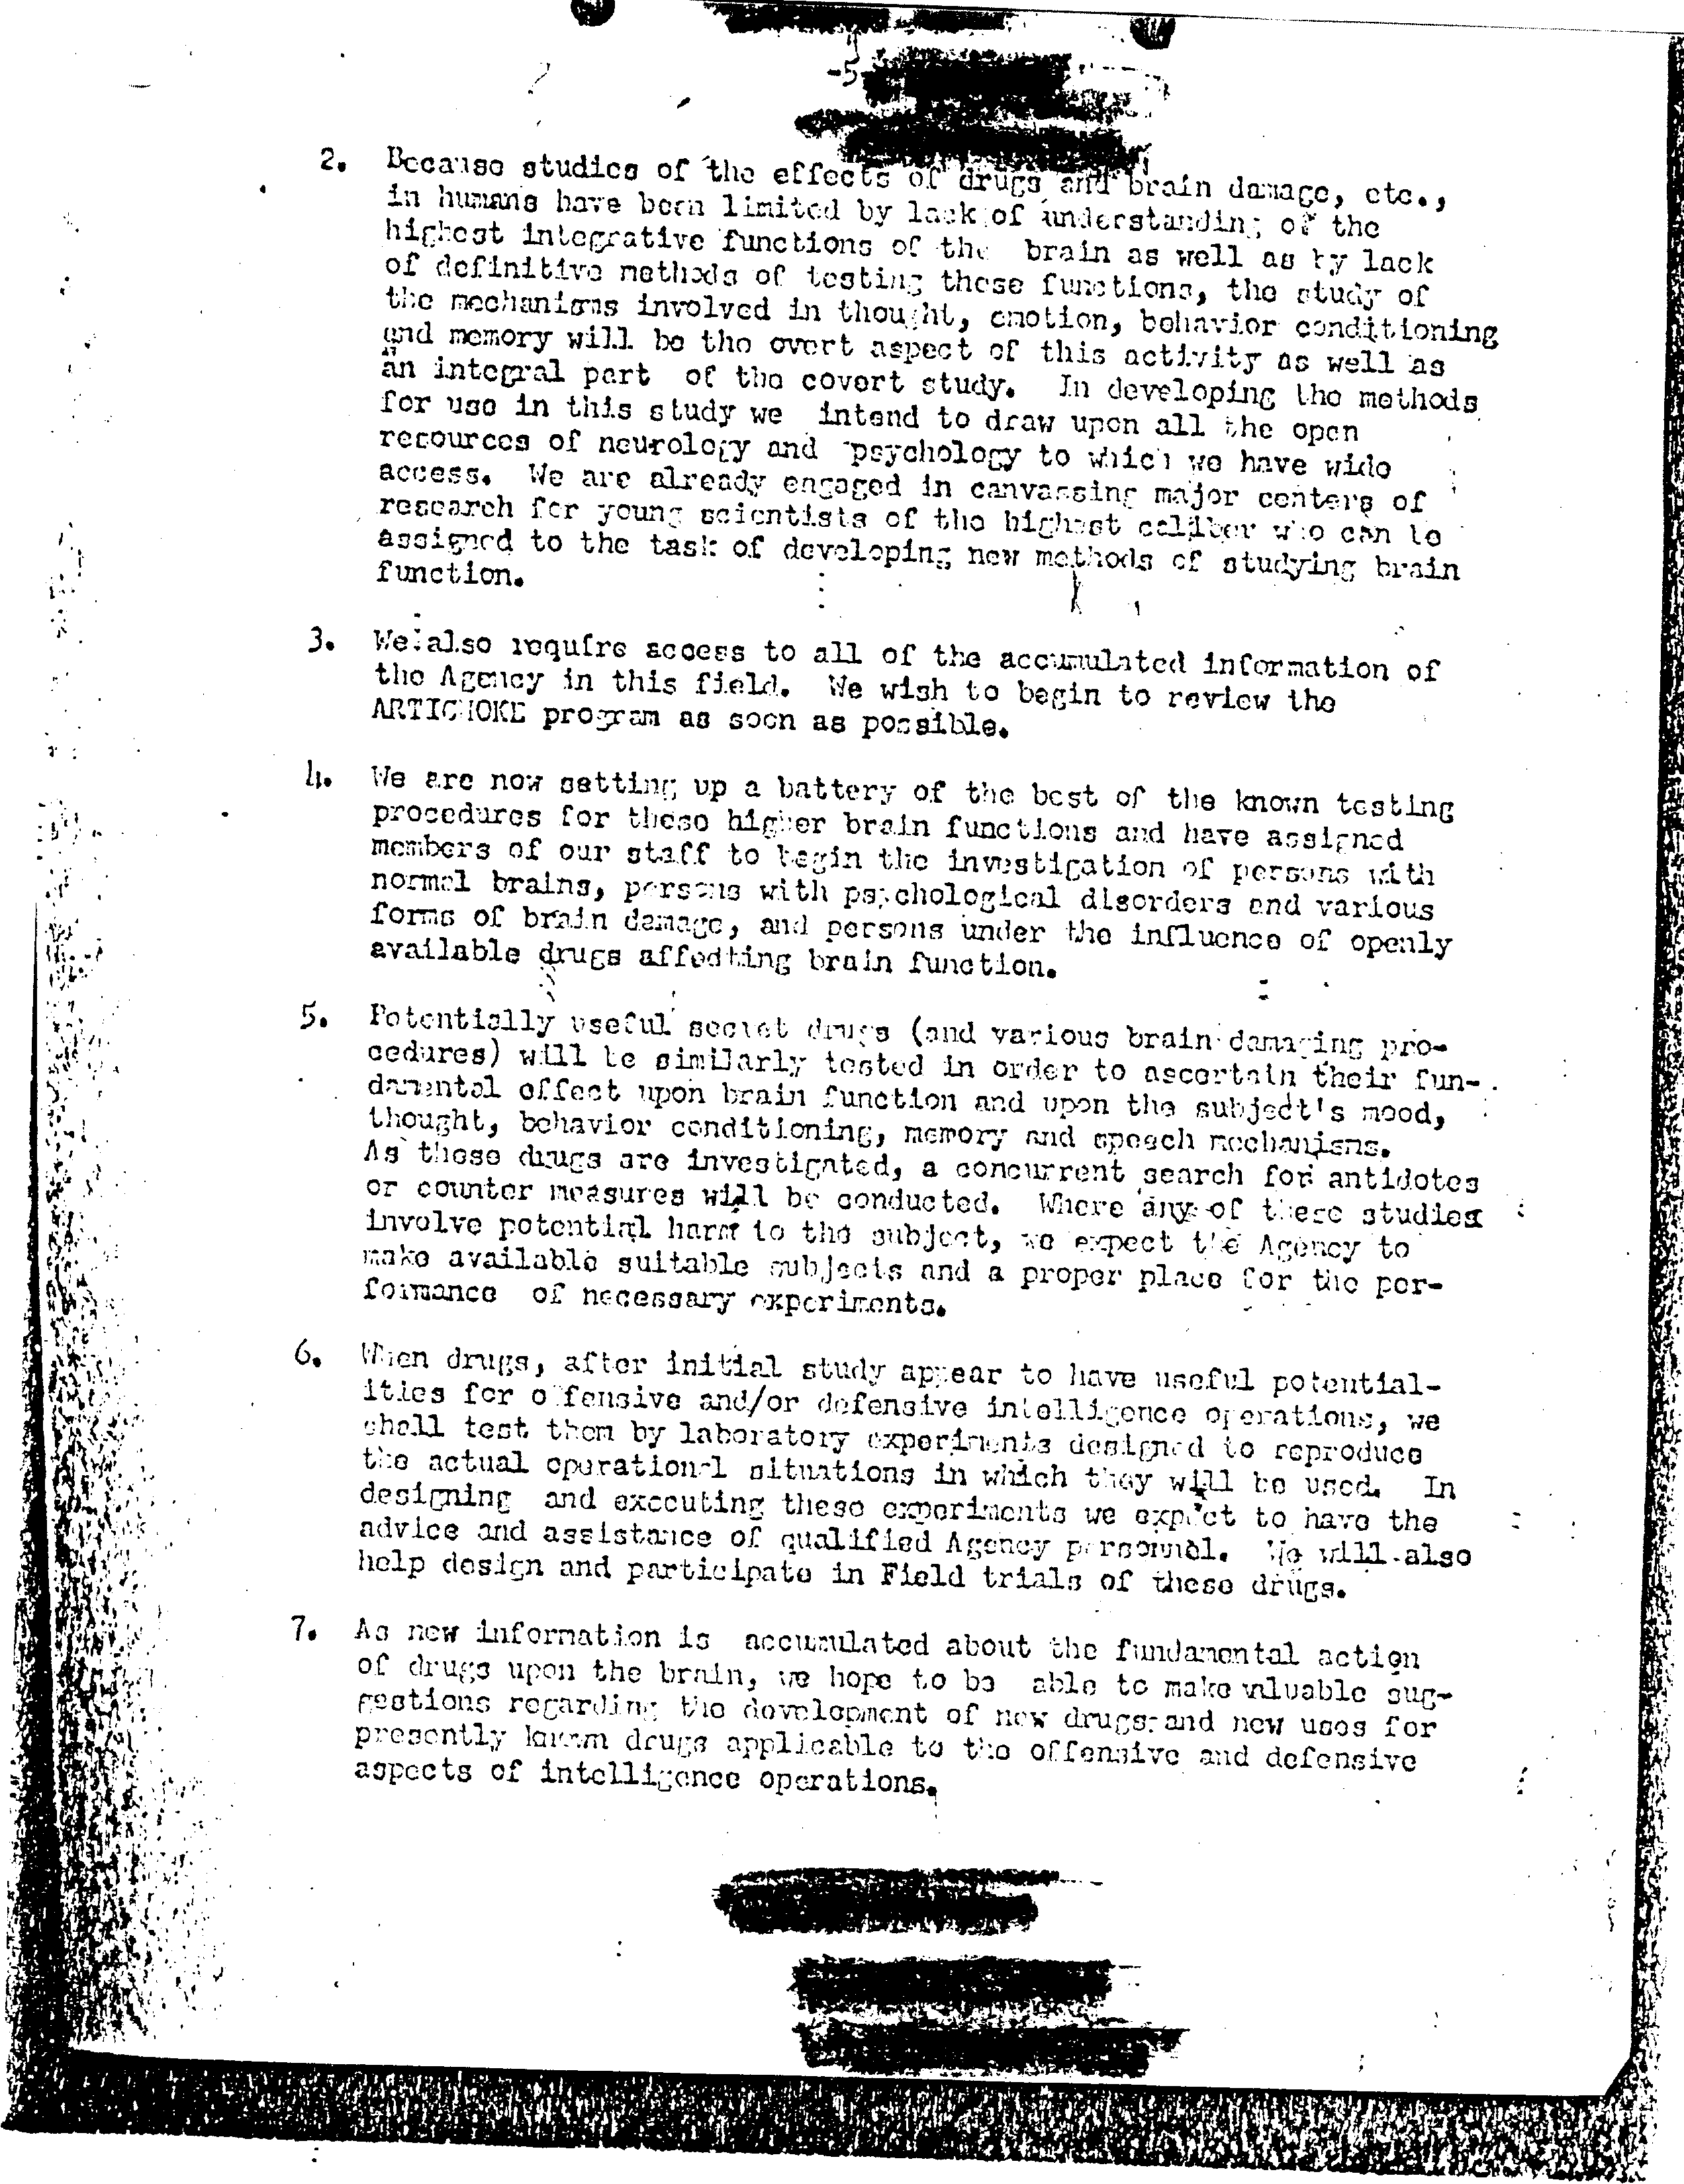 -5
2. Because studies of the effects of drugs and brain damage, etc.,
in humans have been limited by lack of understanding of the
highest integrative functions of the brain as well as by lack
of definitive methods of testing these functions, the study of
the mechanisms involved in thought, emotion, behavior conditioning
and memory will be the overt aspect of this activity as well as
an integral part of the covert study. In developing the methods
for use in this study we intend to draw upon all the open
resources of neurology and psychology to which we have wide
access. We are already engaged in canvassing major centers of
research for young scientists of the highest caliber who can be
assigned to the task of developing new methods of studying brain
function.
3. We also require access to all of the accumulated information of
the Agency in this field. We wish to begin to review the
ARTICHOKE program as soon as possible.
4. We are now setting up a battery of the best of the known testing
procedures for these higher brain functions and have assigned
members of our staff to begin the investigation of persons with
normal brains, persons with psychological disorders and various
forms of brain damage, and persons under the influence of openly
available drugs affedting brain function.
5. Potentially useful secret drugs (and various brain damaging pro-
cedures) will be similarly tested in order to ascertain their fun-
damental effect upon brain function and upon the subject's mood,
thought, behavior conditioning, memory and speech mechanisms.
As these drugs are investigated, a concurrent search for antidotes
or counter measures will be conducted. Where any of these studies
involve potential harm to the subject, we expect the Agency to
make available suitable subjects and a proper place for the per-
formance of necessary experiments.
6. When drugs, after initial study appear to have useful potential-
ities for offensive and/or defensive intelligence operations, we
shall test them by laboratory experiments designed to reproduce
the actual operational situations in which they will be used. In
designing and executing these experiments we expect to have the
advice and assistance of qualified Agency personnel. We will also
help design and participate in Field trials of these drugs.
7. As new information is accumulated about the fundamental action
of drugs upon the brain, we hope to be able to make valuable sug-
gestions regarding the development of new drugs and new uses for
presently known drugs applicable to the offensive and defensive
aspects of intelligence operations.